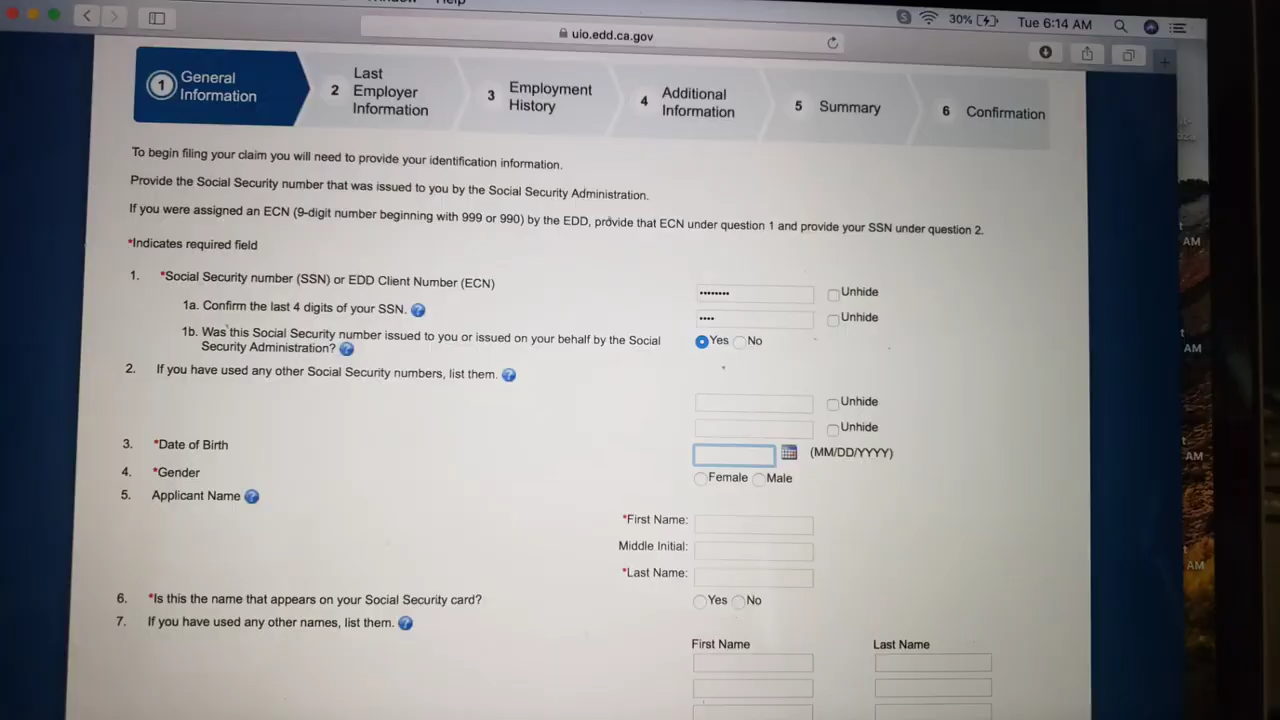 Help
uio.edd.ca.gov
30%
Tue 6:14 AM
1 General Information
2 Last Employer Information
3 Employment History
4 Additional Information
5 Summary
6 Confirmation
To begin filing your claim you will need to provide your identification information.
Provide the Social Security number that was issued to you by the Social Security Administration.
If you were assigned an ECN (9-digit number beginning with 999 or 990) by the EDD, provide that ECN under question 1 and provide your SSN under question 2.
*Indicates required field
1. *Social Security number (SSN) or EDD Client Number (ECN)
•••••••• Unhide
1a. Confirm the last 4 digits of your SSN. ?
•••• Unhide
1b. Was this Social Security number issued to you or issued on your behalf by the Social
Security Administration? ?
Yes No
2. If you have used any other Social Security numbers, list them. ?
Unhide
Unhide
3. *Date of Birth
(MM/DD/YYYY)
4. *Gender
Female Male
5. Applicant Name ?
*First Name:
Middle Initial:
*Last Name:
6. *Is this the name that appears on your Social Security card?
Yes No
7. If you have used any other names, list them. ?
First Name Last Name
AM
AM
AM
AM